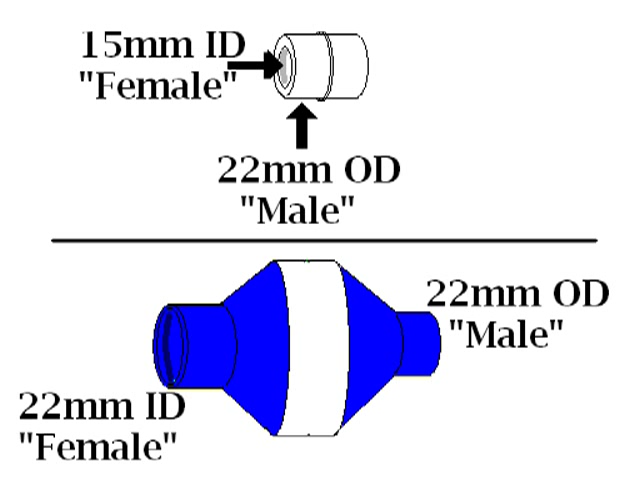 15mm ID
"Female"
22mm OD
"Male"
22mm OD
"Male"
22mm ID
"Female"